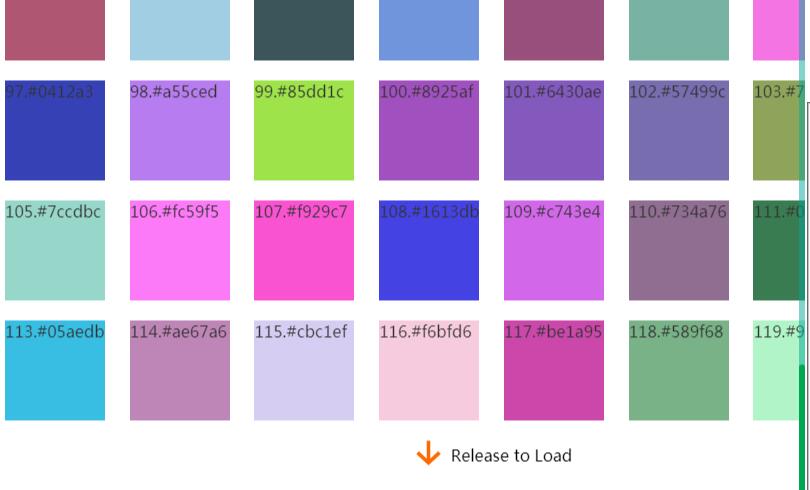 97.#0412a3 98.#a55ced 99.#85dd1c 100.#8925af 101.#6430ae 102.#57499c 103.#7
105.#7ccdbc 106.#fc59f5 107.#f929c7 108.#1613db 109.#c743e4 110.#734a76 111.#0
113.#05aedb 114.#ae67a6 115.#cbc1ef 116.#f6bfd6 117.#be1a95 118.#589f68 119.#9
Release to Load